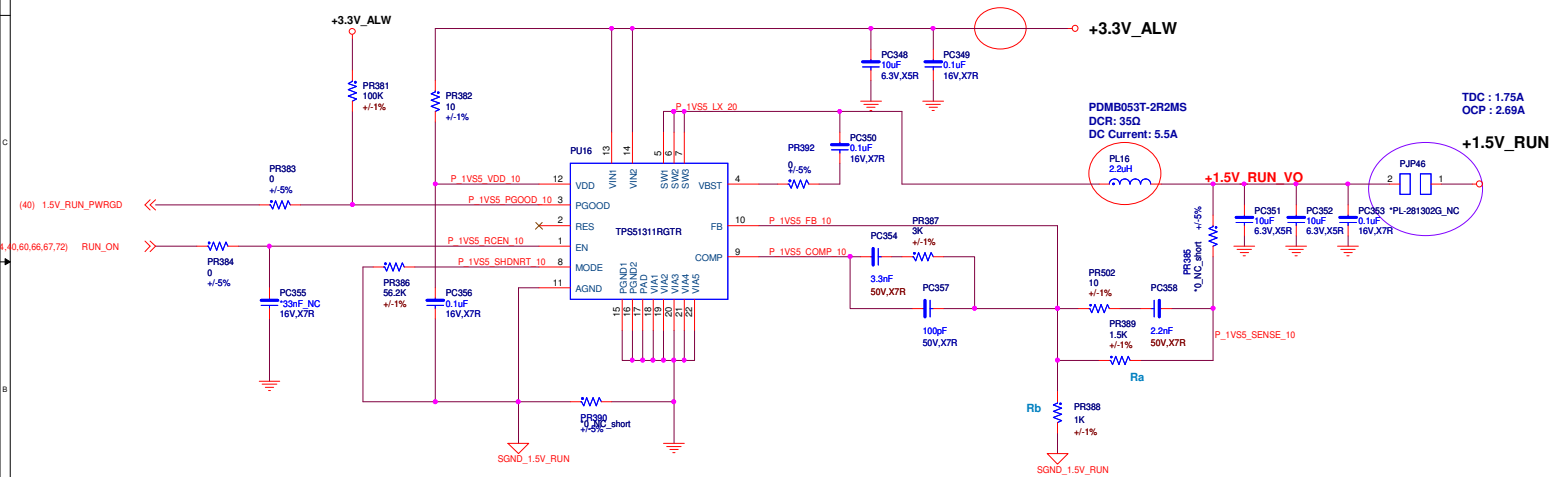 +3.3V_ALW
+3.3V_ALW
PR381
100K
+/-1%
PR382
10
+/-1%
PC348
10uF
6.3V,X5R
PC349
0.1uF
16V,X7R
TDC : 1.75A
OCP : 2.69A
+1.5V_RUN
PDMB053T-2R2MS
DCR: 35Ω
DC Current: 5.5A
P_1VS5_LX_20
C
PU16
13
14
5
6
7
VIN1
VIN2
SW1
SW2
SW3
PR392
0
+/-5%
PC350
0.1uF
16V,X7R
PL16
2.2uH
PJP46
2
1
*PL-281302G_NC
+1.5V_RUN_VO
PR383
0
+/-5%
P_1VS5_VDD_10
12
VDD
VBST
4
(40) 1.5V_RUN_PWRGD
P_1VS5_PGOOD_10
3
PGOOD
2
RES
FB
10
P_1VS5_FB_10
TPS51311RGTR
4,40,60,66,67,72) RUN_ON
PR384
0
+/-5%
P_1VS5_RCEN_10
1
EN
COMP
9
P_1VS5_COMP_10
P_1VS5_SHDNRT_10
8
MODE
11
AGND
PR386
56.2K
+/-1%
PC355
*33nF_NC
16V,X7R
PC356
0.1uF
16V,X7R
PGND1
PGND2
PAD
VIA1
VIA2
VIA3
VIA4
VIA5
15
16
17
18
19
20
21
22
PC354
3.3nF
50V,X7R
PR387
3K
+/-1%
PC357
100pF
50V,X7R
PR385
*0_NC_short
+/-5%
PC351
10uF
6.3V,X5R
PC352
10uF
6.3V,X5R
PC353
0.1uF
16V,X7R
PR502
10
+/-1%
PC358
2.2nF
50V,X7R
PR389
1.5K
+/-1%
Ra
P_1VS5_SENSE_10
B
PR390
*0_NC_short
+/-5%
Rb
PR388
1K
+/-1%
SGND_1.5V_RUN
SGND_1.5V_RUN